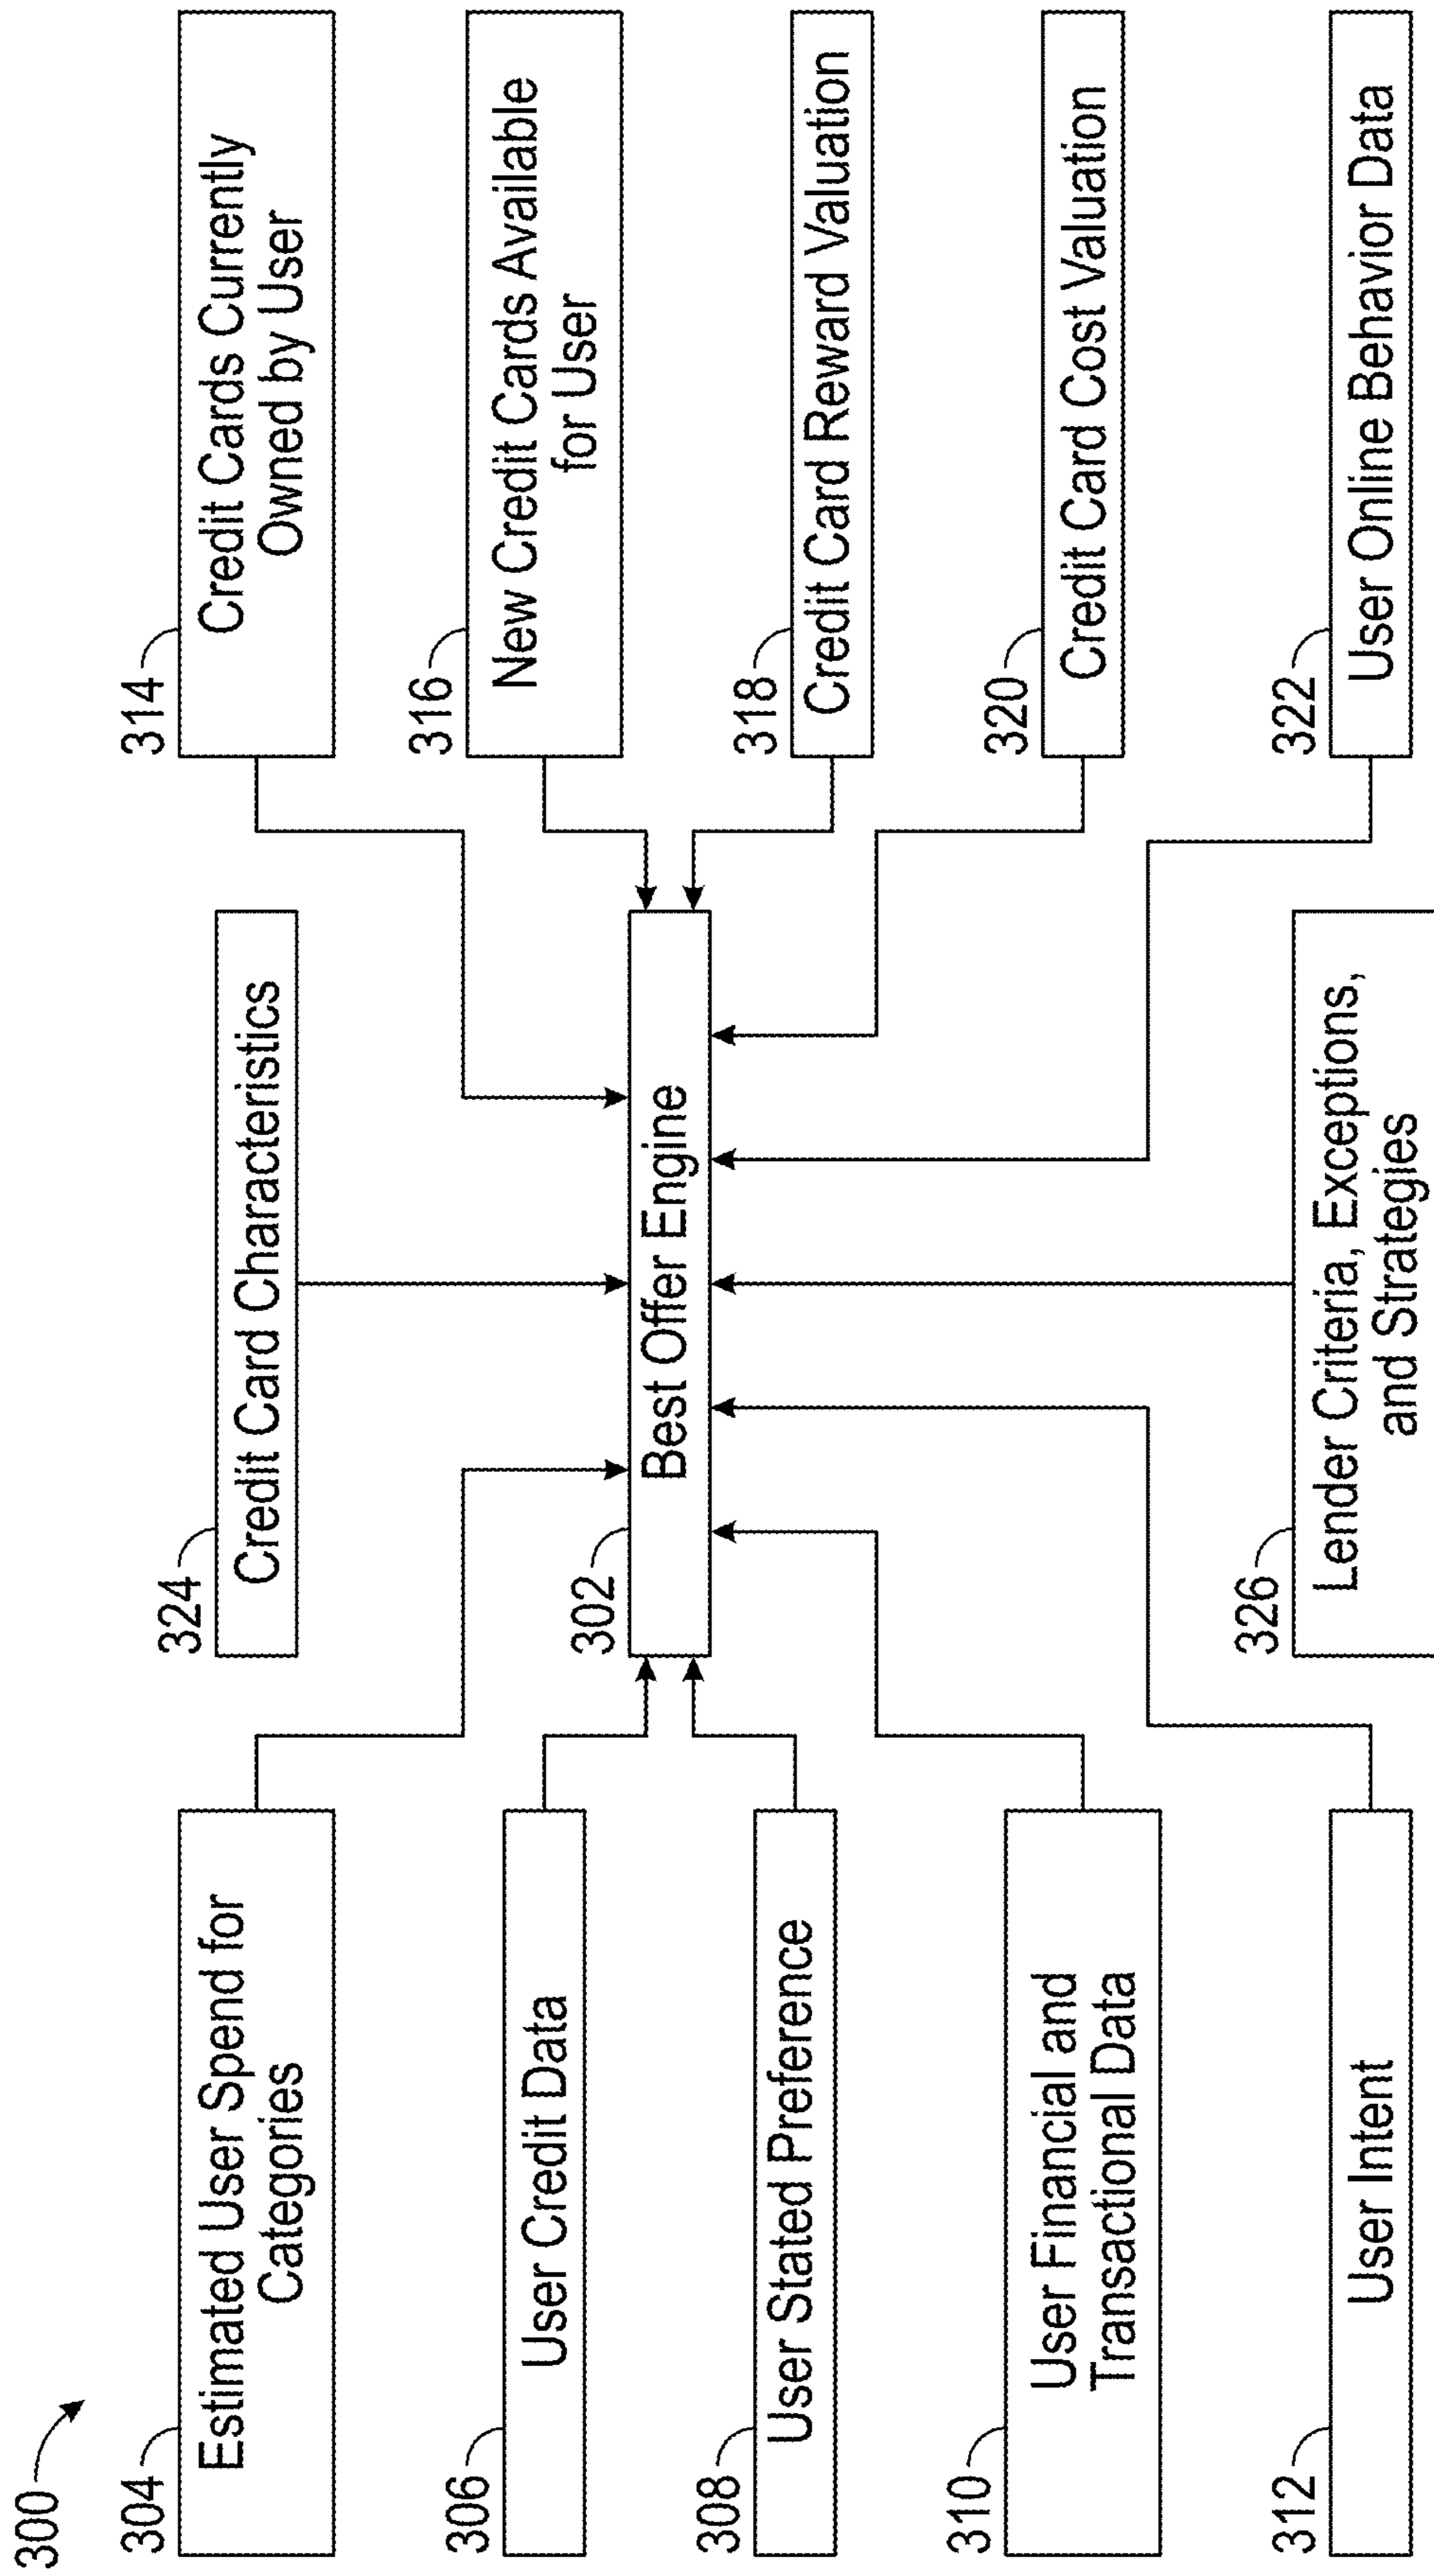 300
304
Estimated User Spend for
Categories
306
User Credit Data
308
User Stated Preference
310
User Financial and
Transactional Data
312
User Intent
324
Credit Card Characteristics
302
Best Offer Engine
326
Lender Criteria, Exceptions,
and Strategies
314
Credit Cards Currently
Owned by User
316
New Credit Cards Available
for User
318
Credit Card Reward Valuation
320
Credit Card Cost Valuation
322
User Online Behavior Data